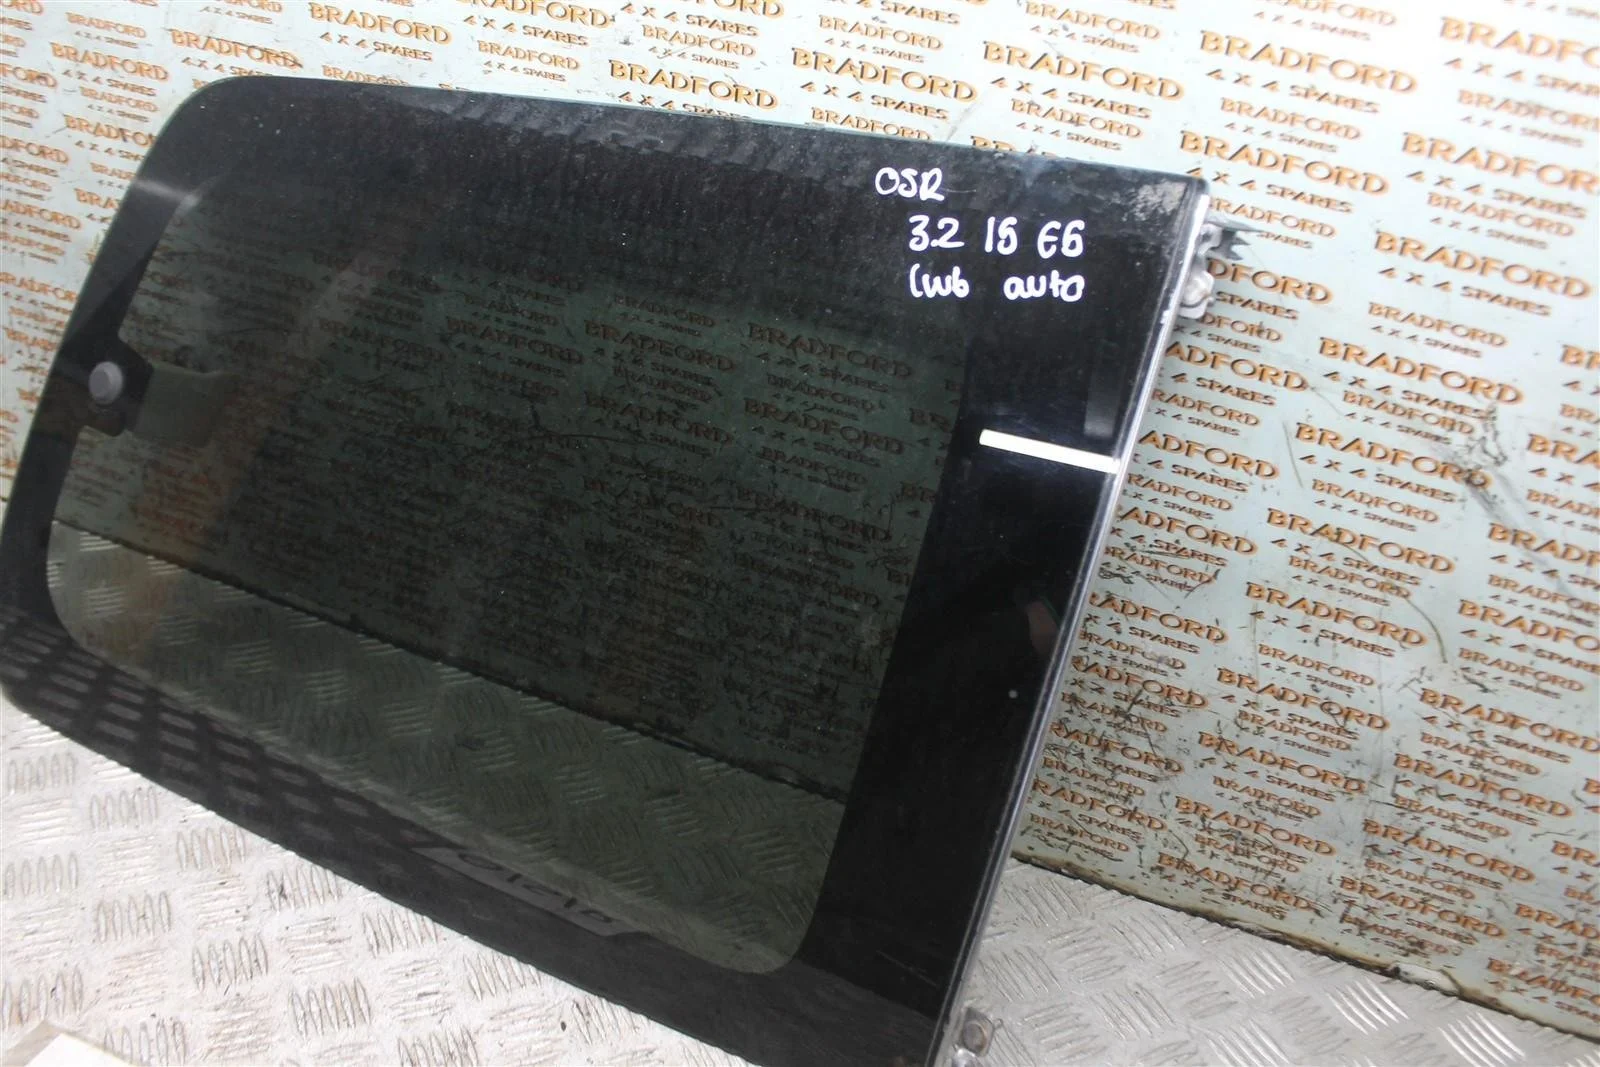 OSR
3.2 15 E6
lwb auto
BRADFORD
4 X 4 SPARES